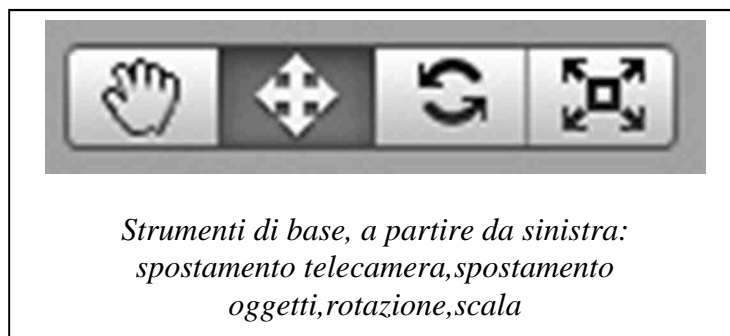 Strumenti di base, a partire da sinistra:
spostamento telecamera,spostamento
oggetti,rotazione,scala